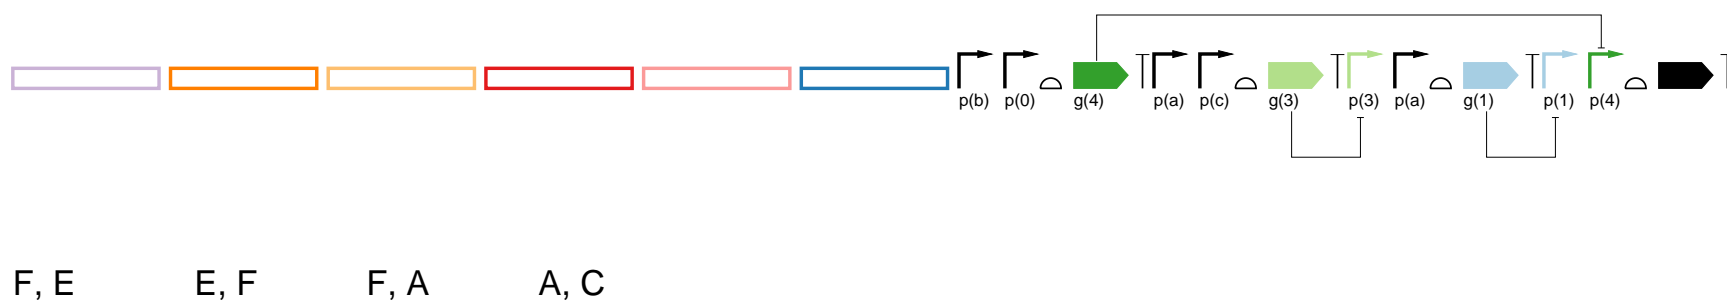 p(b) p(0) g(4) p(a) p(c) g(3) p(3) p(a) g(1) p(1) p(4)
F, E E, F F, A A, C